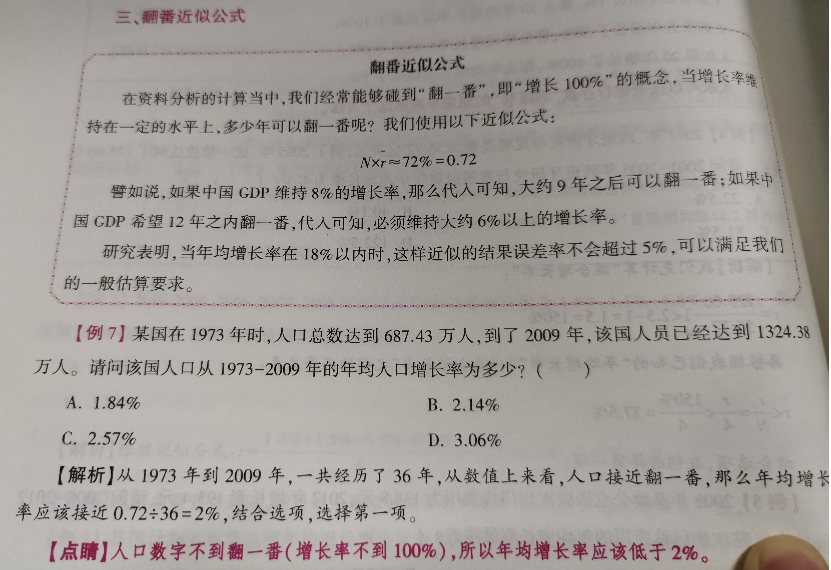 三、翻番近似公式
翻番近似公式
在资料分析的计算当中,我们经常能够碰到“翻一番”,即“增长 100%”的概念,当增长率维
持在一定的水平上,多少年可以翻一番呢？我们使用以下近似公式：
N×r̄≈72%=0.72
譬如说,如果中国 GDP 维持 8%的增长率,那么代入可知,大约 9 年之后可以翻一番；如果中
国 GDP 希望 12 年之内翻一番,代入可知,必须维持大约 6%以上的增长率。
研究表明,当年均增长率在 18%以内时,这样近似的结果误差率不会超过 5%,可以满足我们
的一般估算要求。
【例 7】某国在 1973 年时,人口总数达到 687.43 万人,到了 2009 年,该国人员已经达到 1324.38
万人。请问该国人口从 1973-2009 年的年均人口增长率为多少？(　　)
A. 1.84%
B. 2.14%
C. 2.57%
D. 3.06%
【解析】从 1973 年到 2009 年,一共经历了 36 年,从数值上来看,人口接近翻一番,那么年均增长
率应该接近 0.72÷36=2%,结合选项,选择第一项。
【点睛】人口数字不到翻一番(增长率不到 100%),所以年均增长率应该低于 2%。